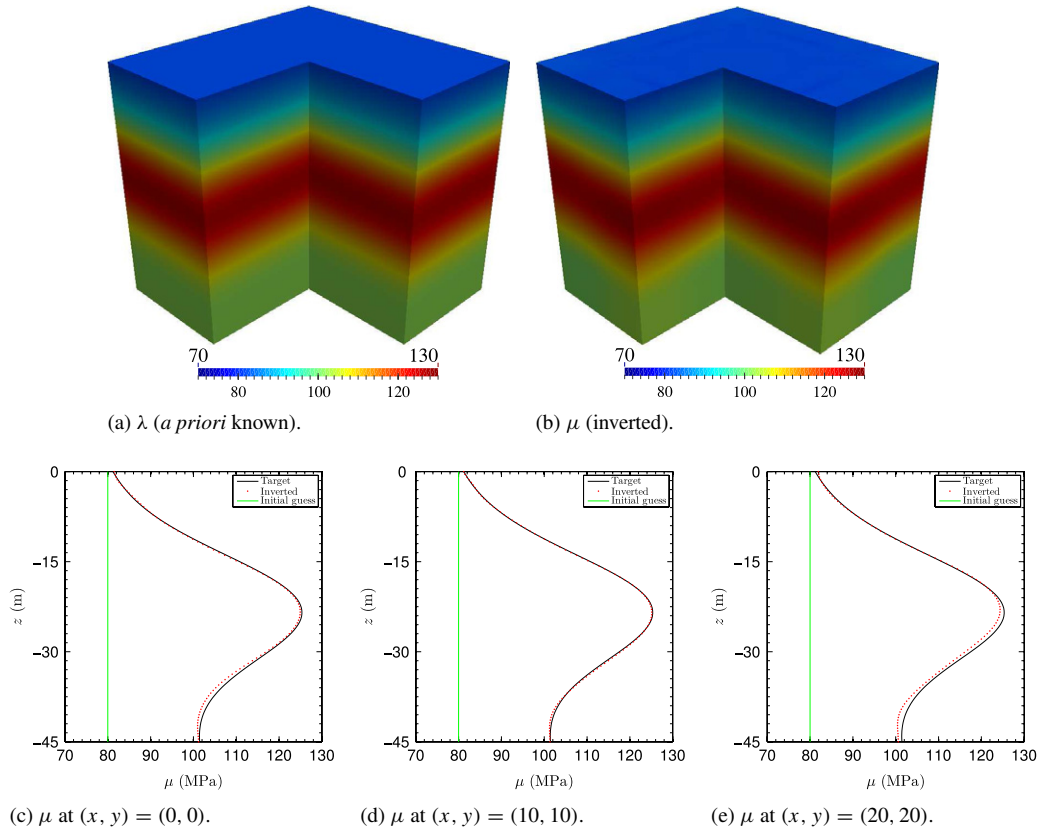 70 130
80 100 120
70 130
80 100 120
(a) λ (a priori known).
(b) μ (inverted).
0
−15
−30
−45
z (m)
70 80 90 100 110 120 130
μ (MPa)
Target
Inverted
Initial guess
0
−15
−30
−45
z (m)
70 80 90 100 110 120 130
μ (MPa)
Target
Inverted
Initial guess
0
−15
−30
−45
z (m)
70 80 90 100 110 120 130
μ (MPa)
Target
Inverted
Initial guess
(c) μ at (x, y) = (0, 0).
(d) μ at (x, y) = (10, 10).
(e) μ at (x, y) = (20, 20).